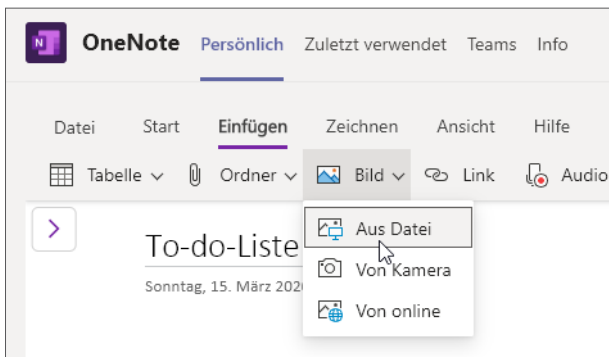 OneNote Persönlich Zuletzt verwendet Teams Info
Datei Start Einfügen Zeichnen Ansicht Hilfe
Tabelle Ordner Bild Link Audio
To-do-Liste
Aus Datei
Sonntag, 15. März
Von Kamera
Von online